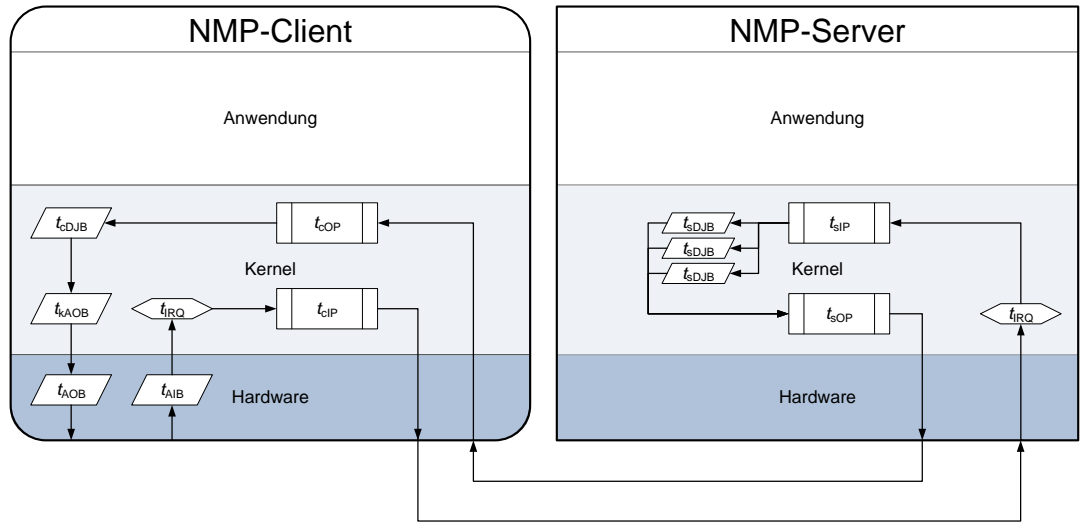 NMP-Client
Anwendung
tcDJB
tcOP
Kernel
tkAOB
tIRQ
tcIP
tAOB
tAIB
Hardware
NMP-Server
Anwendung
tsDJB
tsIP
tsDJB
tsDJB
Kernel
tsOP
tIRQ
Hardware